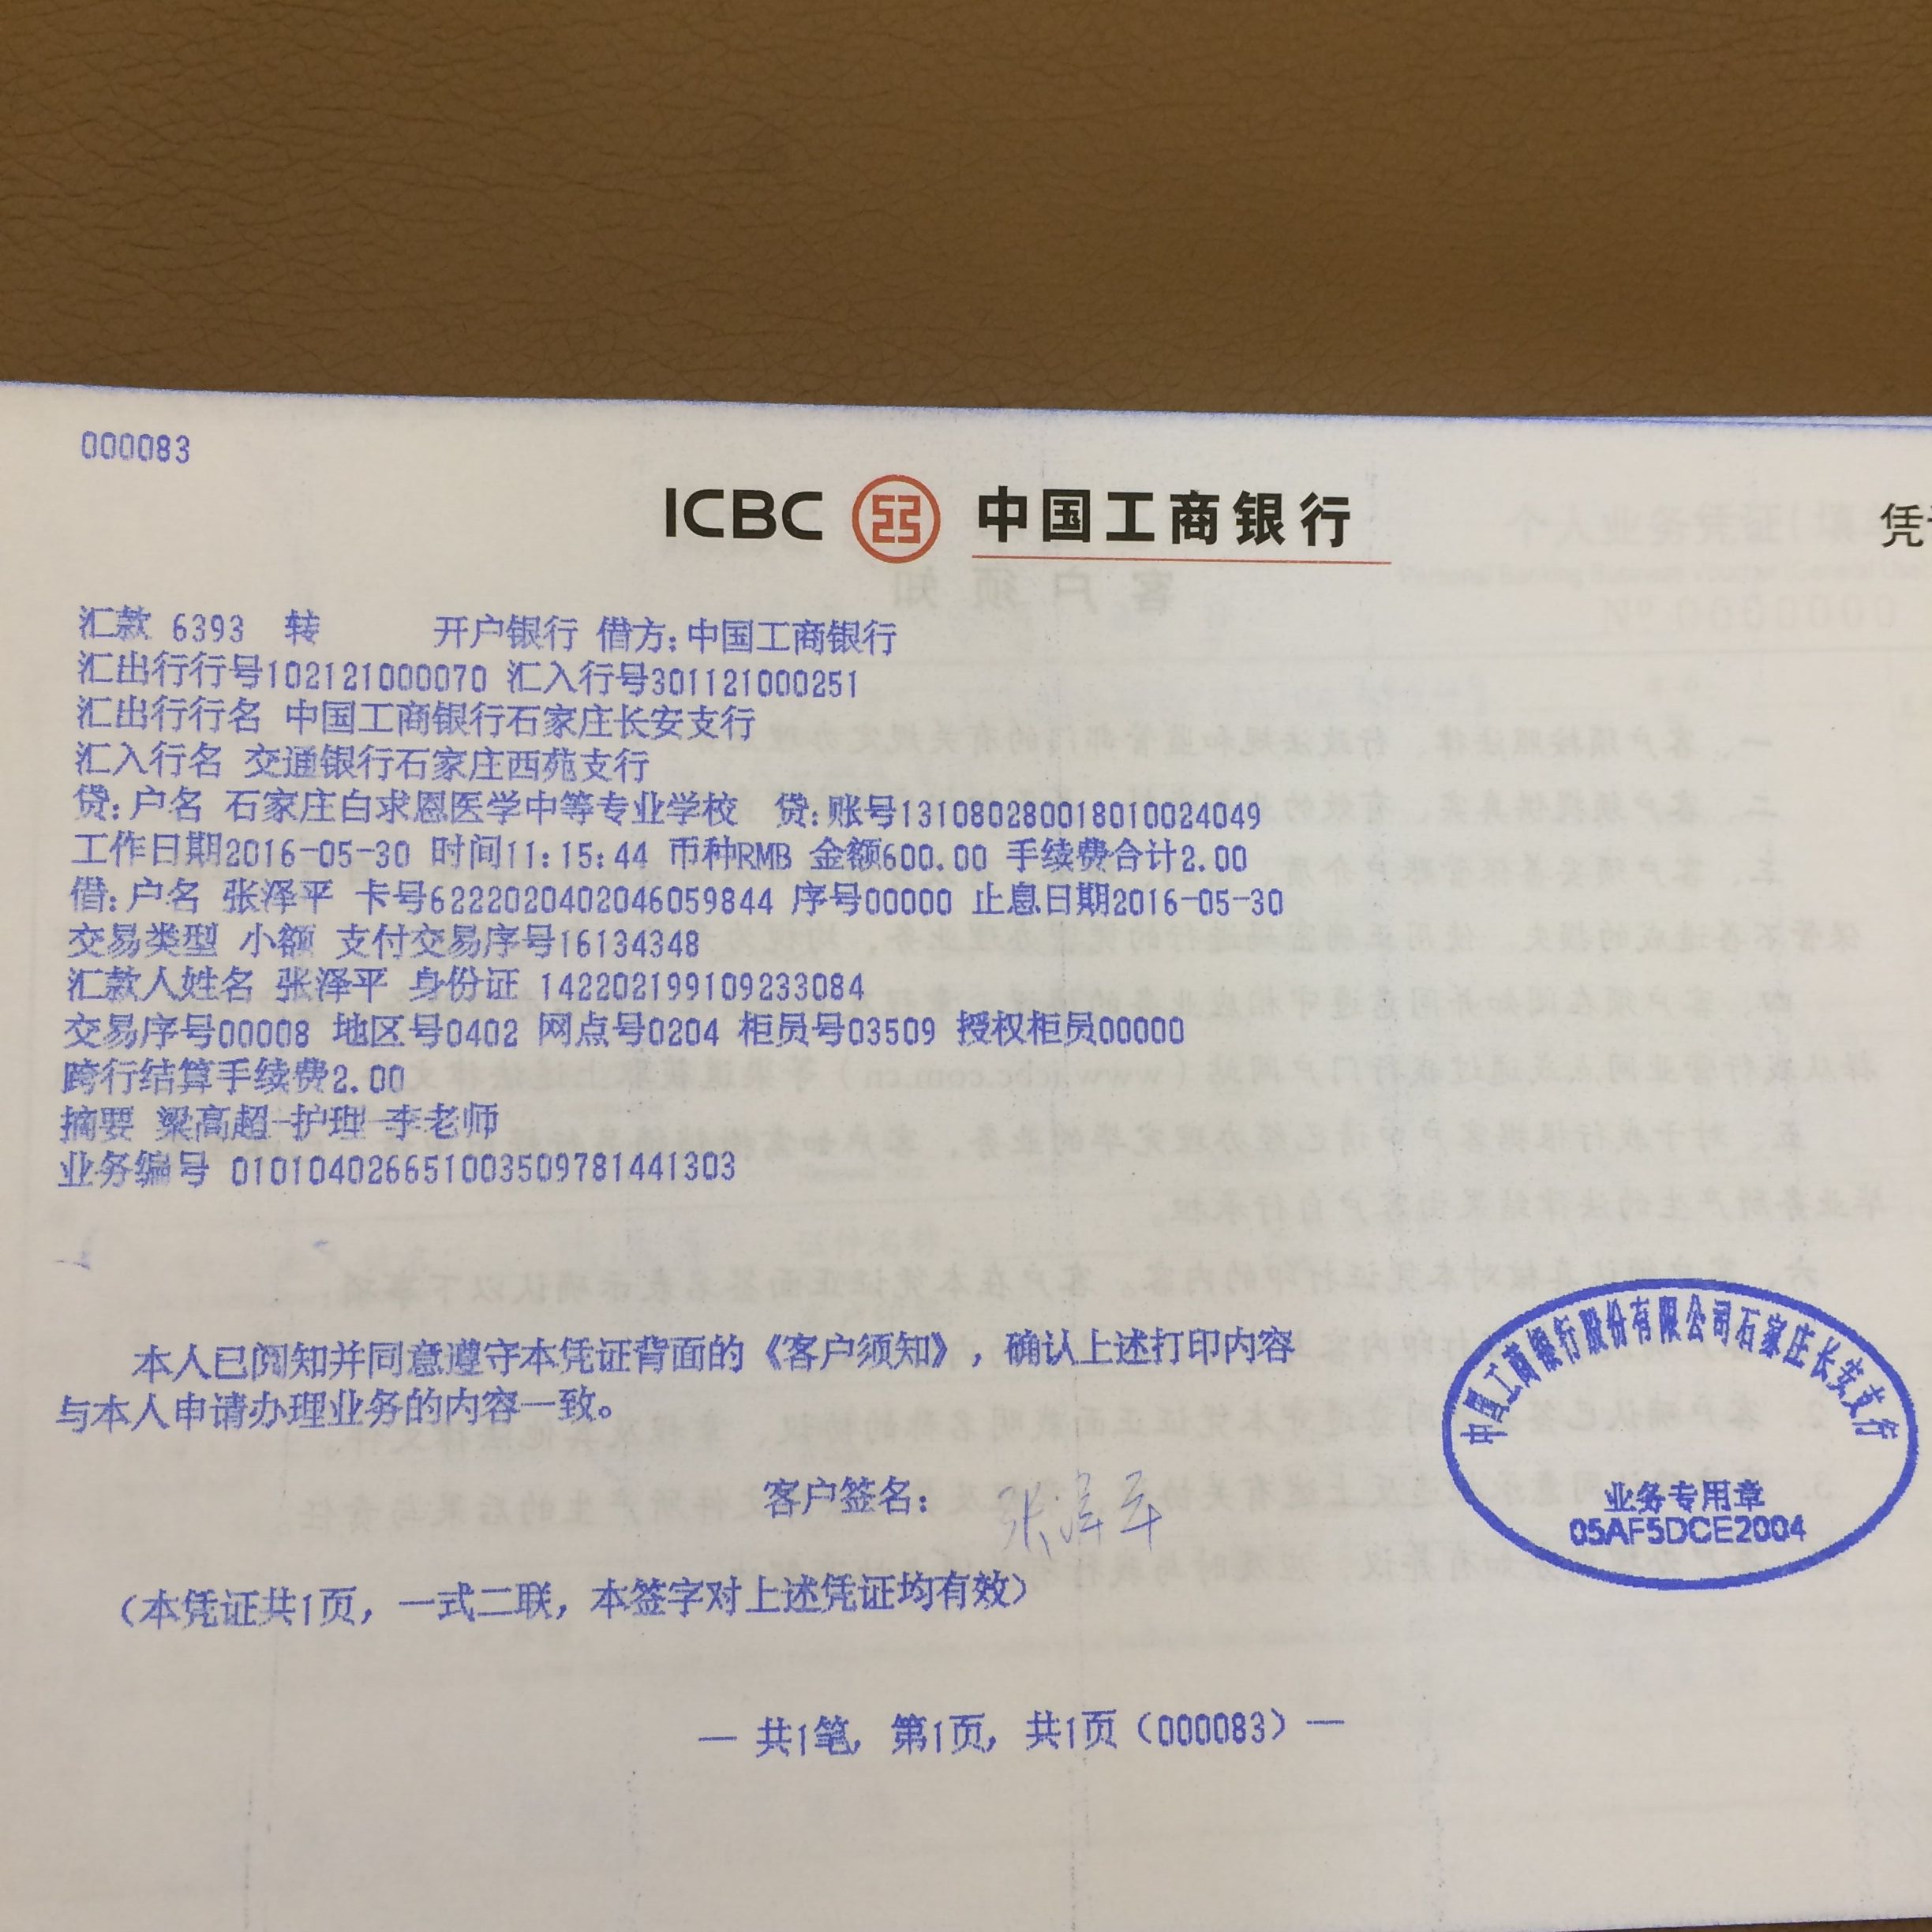 000083
ICBC 中国工商银行
凭
汇款 6393 转 开户银行 借方:中国工商银行
汇出行行号102121000070 汇入行号301121000251
汇出行行名 中国工商银行石家庄长安支行
汇入行名 交通银行石家庄西苑支行
贷:户名 石家庄白求恩医学中等专业学校 贷:账号131080280018010024049
工作日期2016-05-30 时间11:15:44 币种RMB 金额600.00 手续费合计2.00
借:户名 张泽平 卡号6222020402046059844 序号00000 止息日期2016-05-30
交易类型 小额 支付交易序号16134348
汇款人姓名 张泽平 身份证 142202199109233084
交易序号00008 地区号0402 网点号0204 柜员号03509 授权柜员00000
跨行结算手续费2.00
摘要 梁高超-护理-李老师
业务编号 01010402665100350978144​1303
本人已阅知并同意遵守本凭证背面的《客户须知》，确认上述打印内容
与本人申请办理业务的内容一致。
客户签名： 张泽平
中国工商银行股份有限公司石家庄长安支行
业务专用章
05AF5DCE2004
（本凭证共1页，一式二联，本签字对上述凭证均有效）
— 共1笔, 第1页, 共1页（000083）—